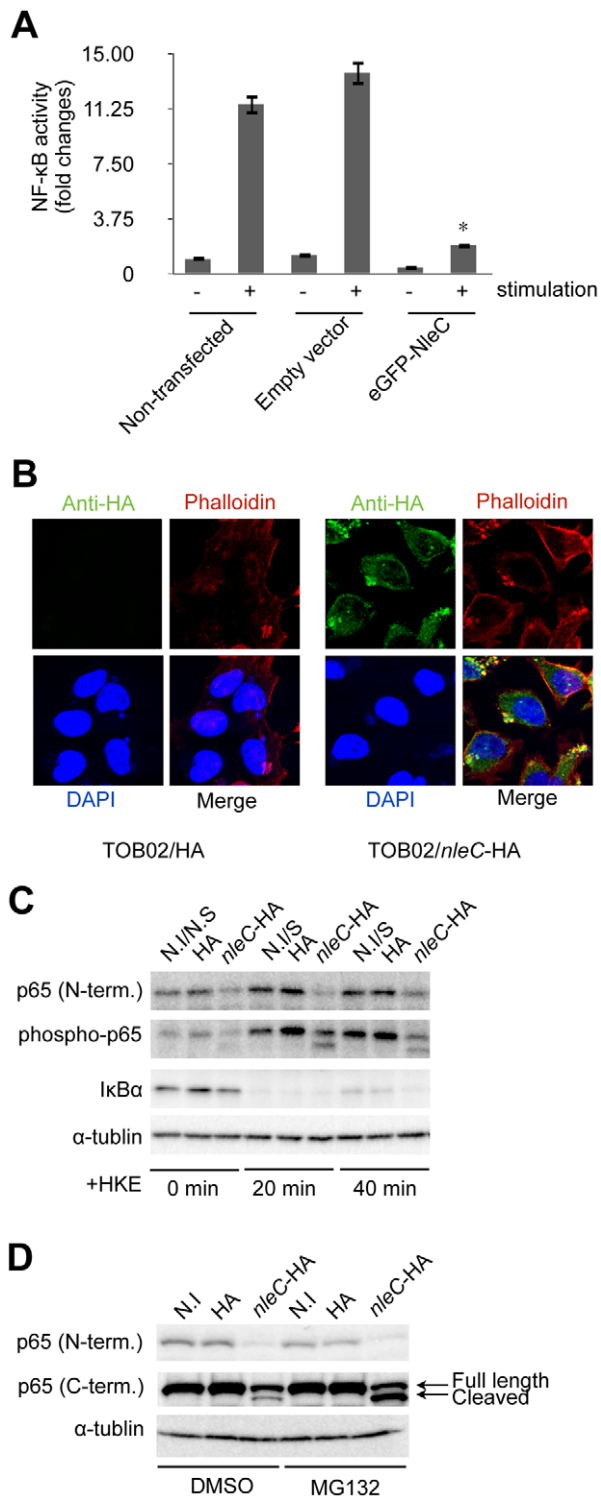 A
15.00
11.25
7.50
3.75
0
NF-κB activity
(fold changes)
*
- + - + - + stimulation
Non-transfected
Empty vector
eGFP-NleC
B
Anti-HA Phalloidin Anti-HA Phalloidin
DAPI Merge DAPI Merge
TOB02/HA TOB02/nleC-HA
C
N.I/N.S HA nleC-HA N.I/S HA nleC-HA N.I/S HA nleC-HA
p65 (N-term.)
phospho-p65
IκBα
α-tublin
+HKE 0 min 20 min 40 min
D
N.I HA nleC-HA N.I HA nleC-HA
p65 (N-term.)
p65 (C-term.) Full length
Cleaved
α-tublin
DMSO MG132